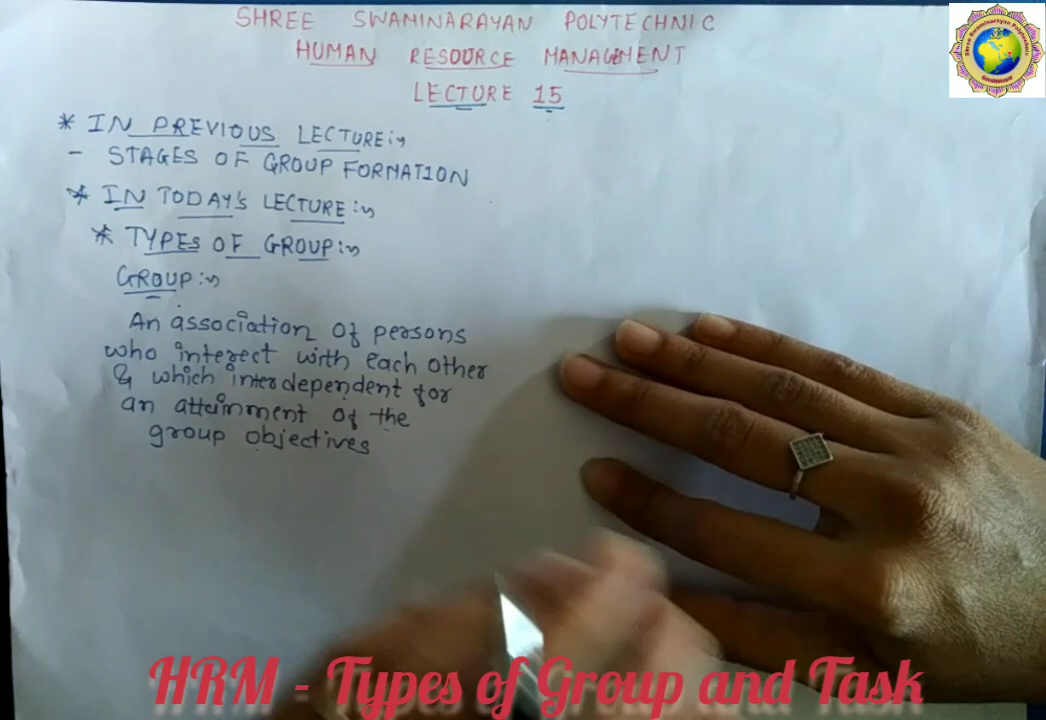 SHREE SWAMINARAYAN POLYTECHNIC
HUMAN RESOURCE MANAGEMENT
LECTURE 15
* IN PREVIOUS LECTURE:-
- STAGES OF GROUP FORMATION
* IN TODAY'S LECTURE:-
* TYPES OF GROUP:-
GROUP:-
An association of persons
who interect with each other
& which interdependent for
an attainment of the
group objectives
HRM - Types of Group and Task